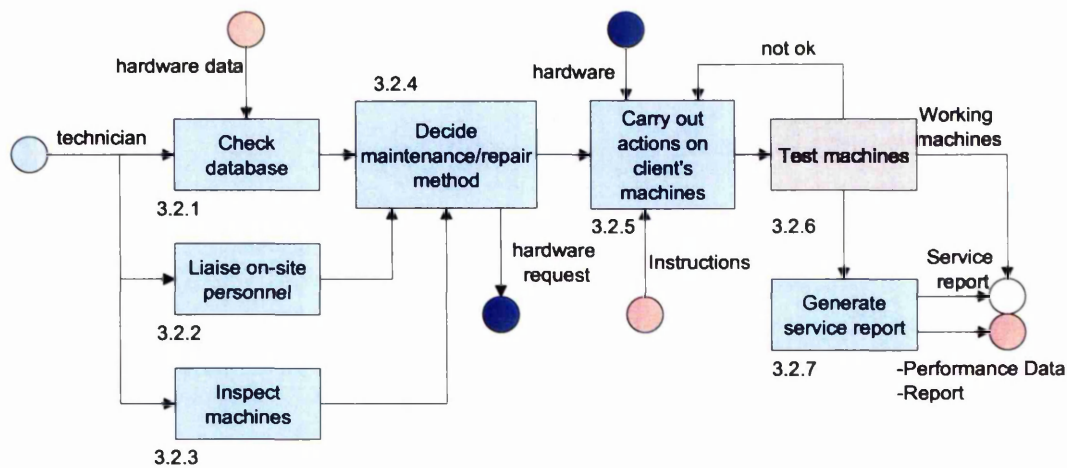 hardware data
technician
Check
database
3.2.1
Liaise on-site
personnel
3.2.2
Inspect
machines
3.2.3
3.2.4
Decide
maintenance/repair
method
hardware
request
hardware
Carry out
actions on
client's
machines
3.2.5
Instructions
not ok
Test machines
3.2.6
Working
machines
Generate
service report
3.2.7
Service
report
-Performance Data
-Report